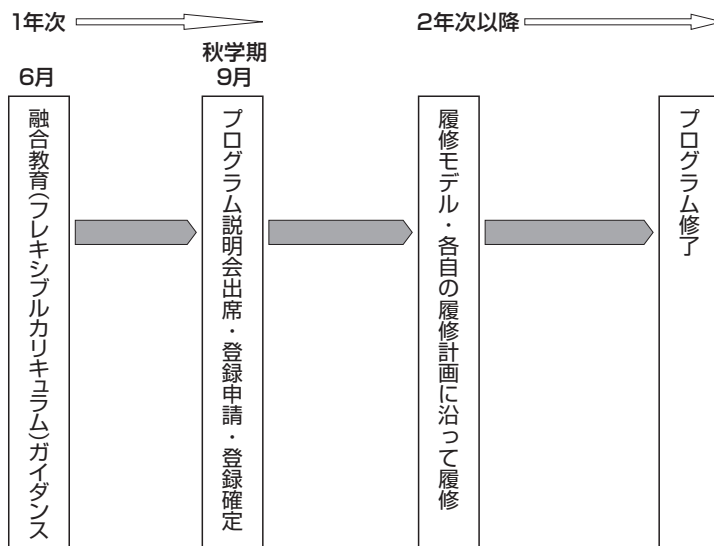 1年次
2年次以降
秋学期
6月
9月
融合教育(フレキシブルカリキュラム)ガイダンス
プログラム説明会出席・登録申請・登録確定
履修モデル・各自の履修計画に沿って履修
プログラム修了